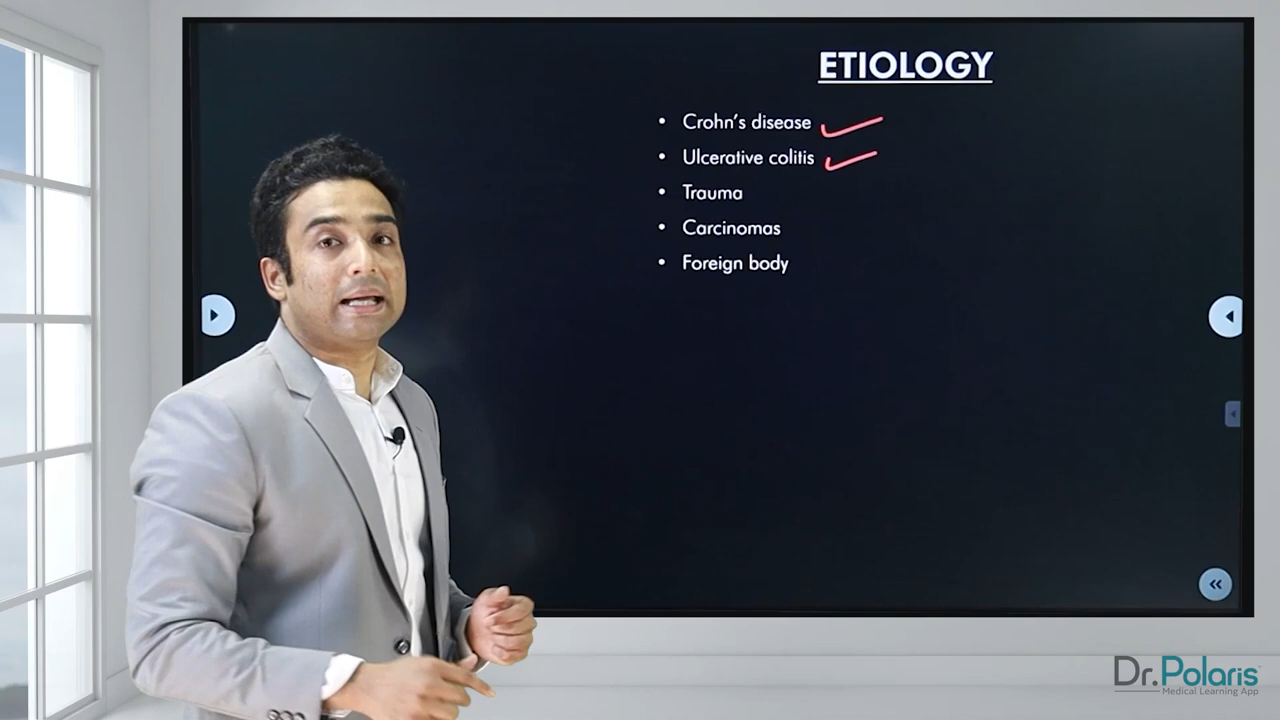 ETIOLOGY
• Crohn's disease
• Ulcerative colitis
• Trauma
• Carcinomas
• Foreign body
Dr.Polaris
Medical Learning App